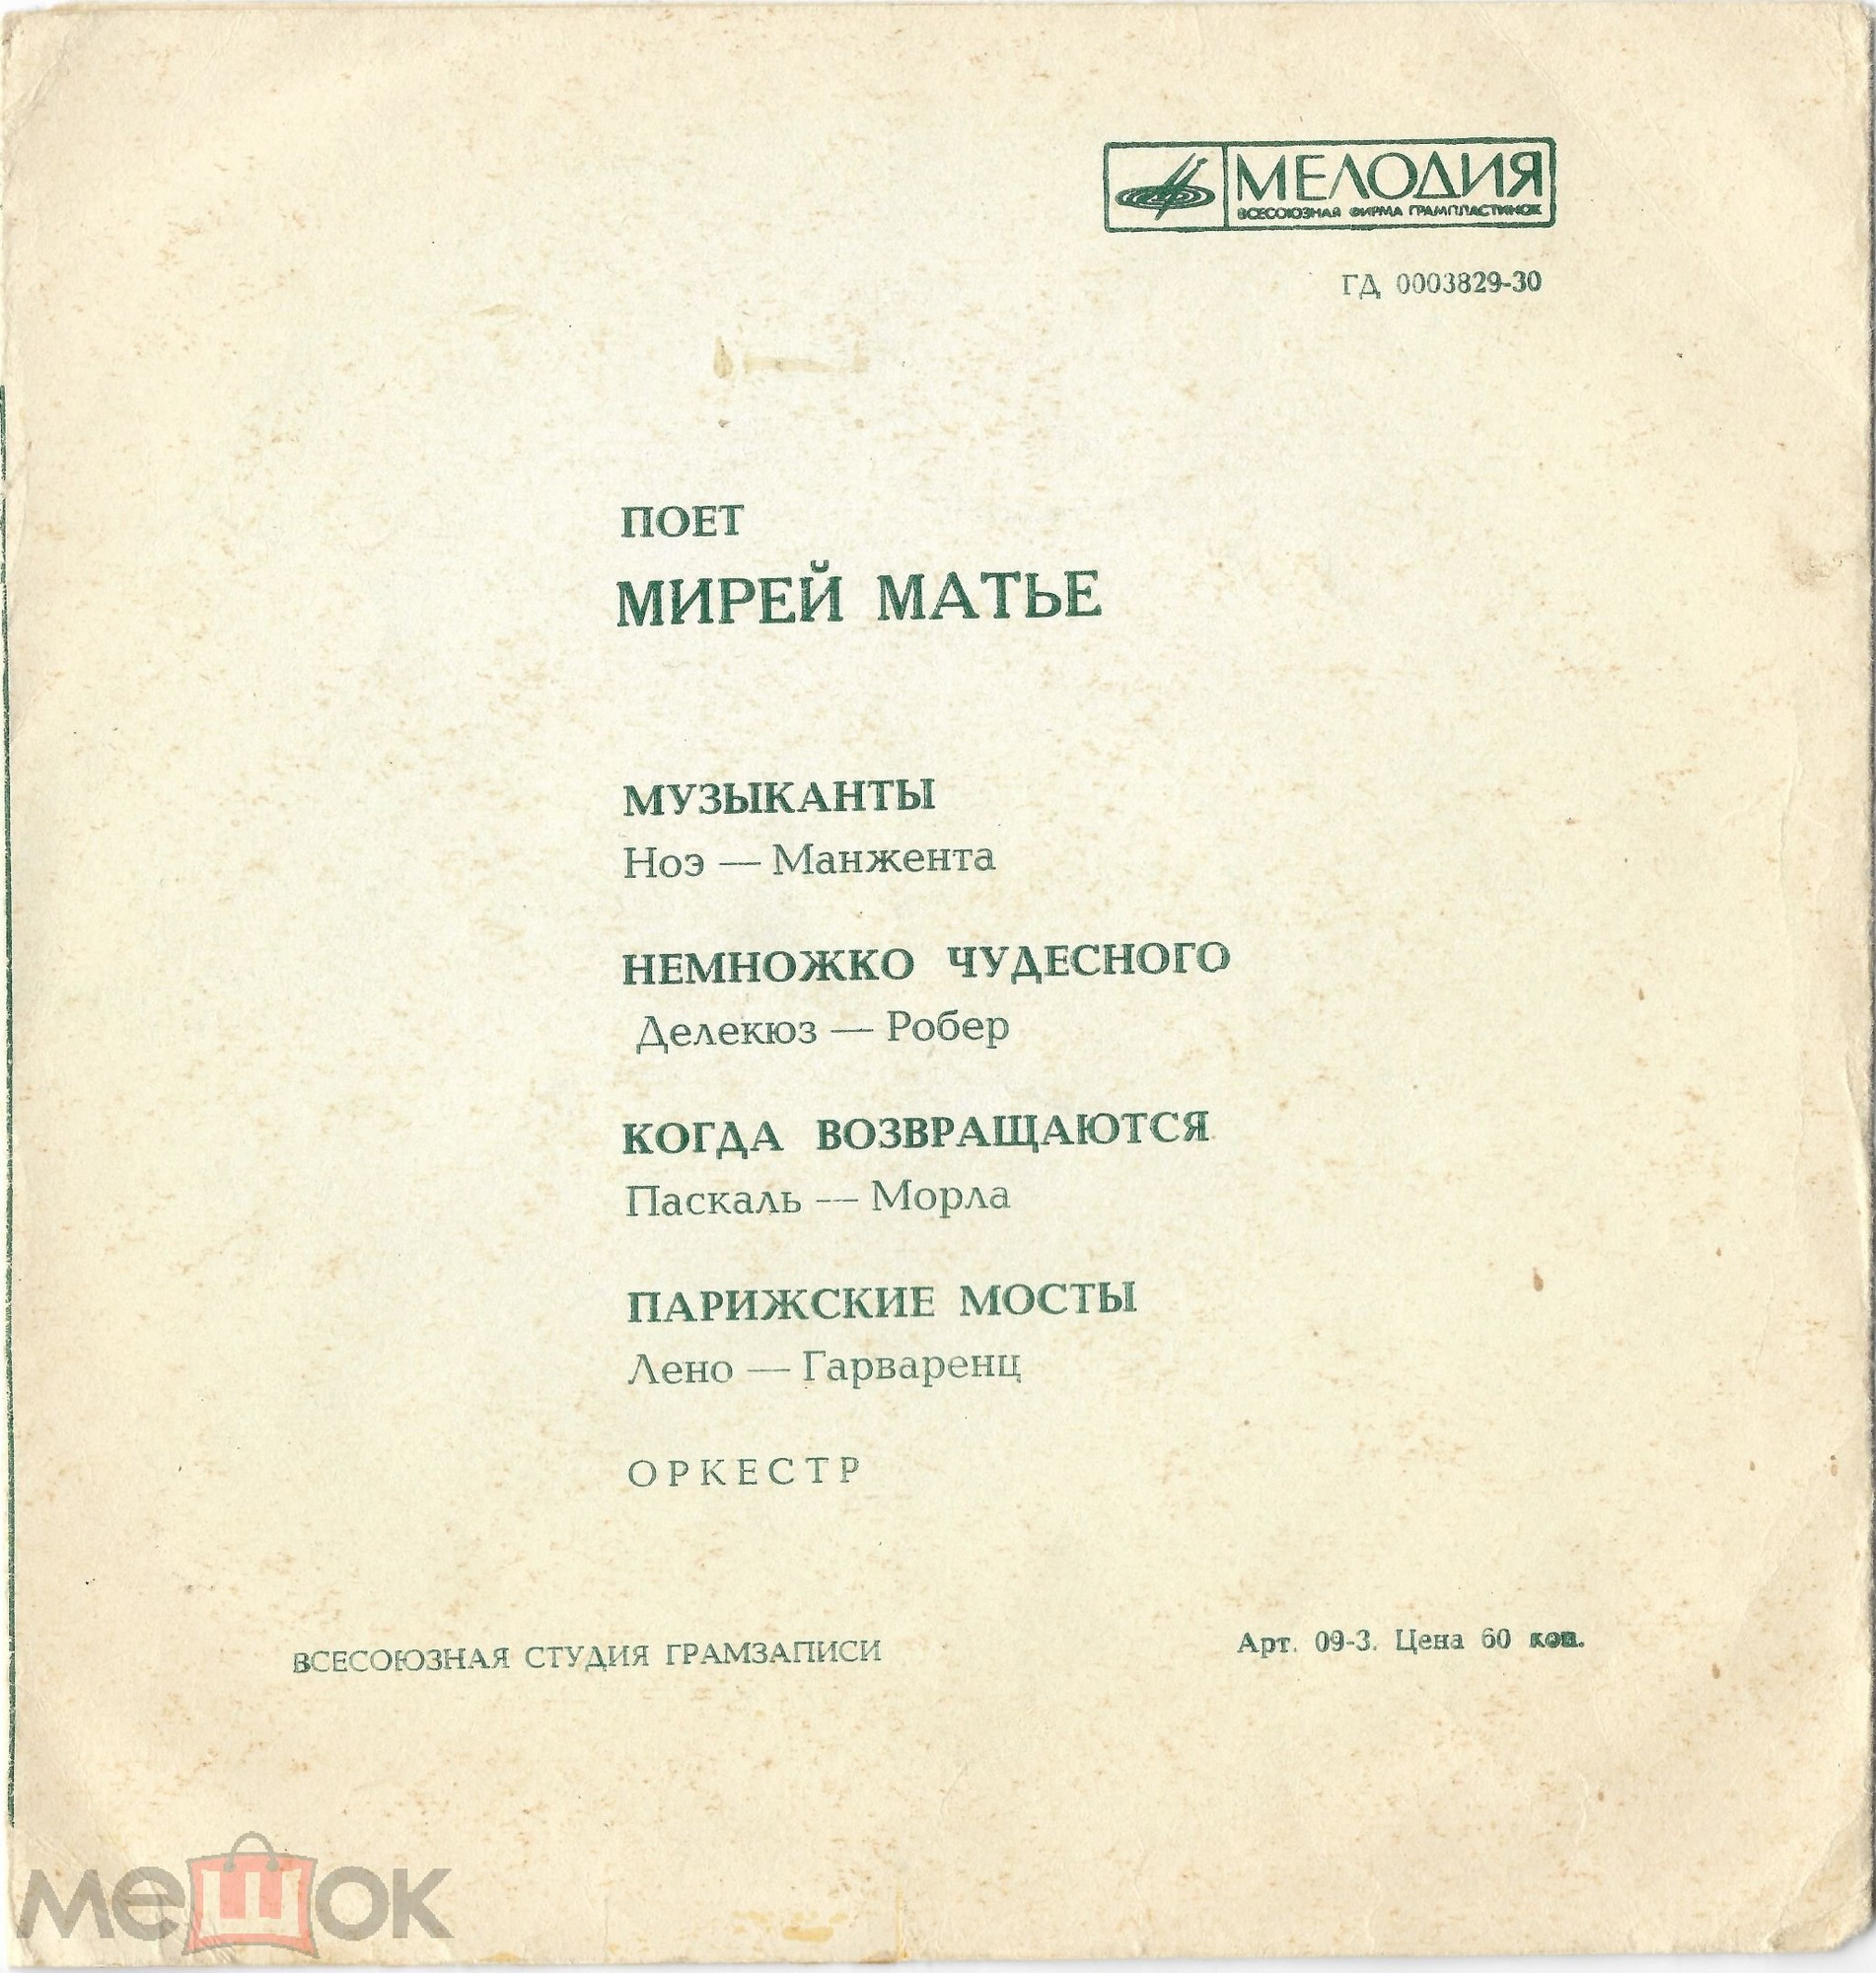 МЕЛОДИЯ
ВСЕСОЮЗНАЯ ФИРМА ГРАМПЛАСТИНОК
ГД 0003829-30
ПОЕТ
МИРЕЙ МАТЬЕ
МУЗЫКАНТЫ
Ноэ — Манжента
НЕМНОЖКО ЧУДЕСНОГО
Делекюз — Робер
КОГДА ВОЗВРАЩАЮТСЯ
Паскаль — Морла
ПАРИЖСКИЕ МОСТЫ
Лено — Гарваренц
ОРКЕСТР
ВСЕСОЮЗНАЯ СТУДИЯ ГРАМЗАПИСИ
Арт. 09-3. Цена 60 коп.
мешок